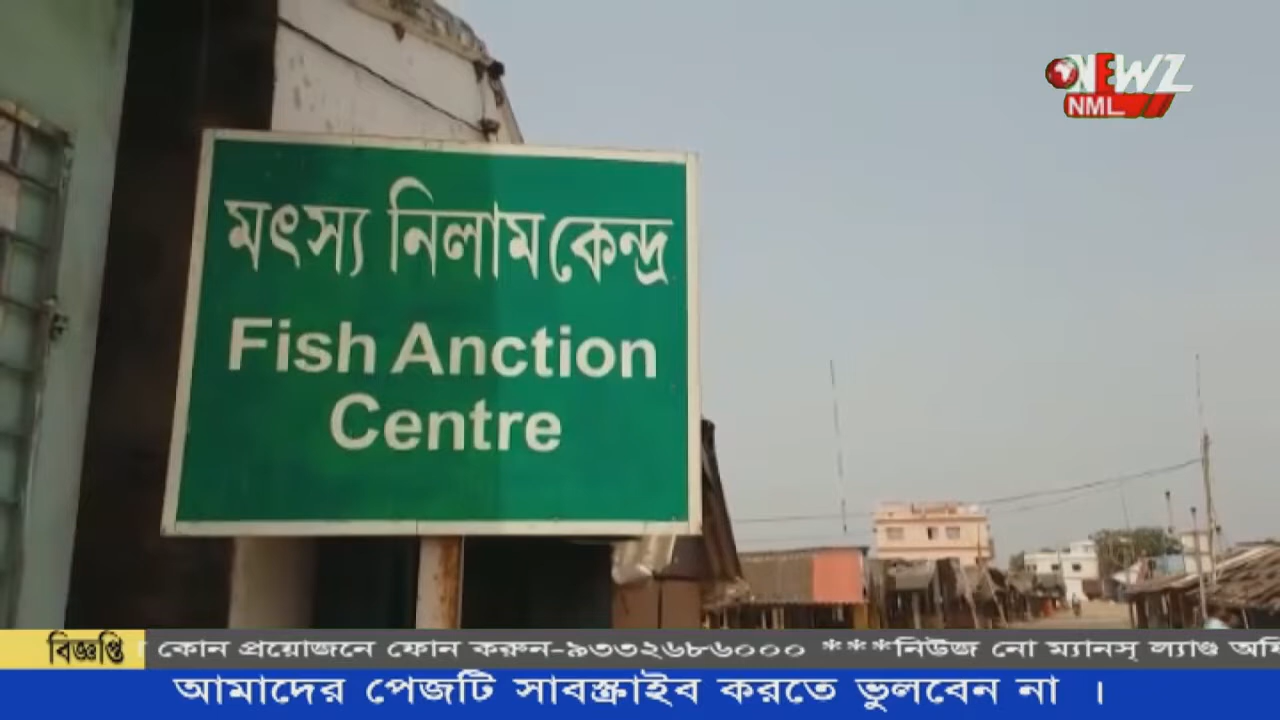 NEWZ
NML
মৎস্য নিলাম কেন্দ্র
Fish Anction
Centre
বিজ্ঞপ্তি
কোন প্রয়োজনে ফোন করুন-৯৩৩২৬৮৬০০০ ***নিউজ নো ম্যানস্ ল্যাণ্ড
আমাদের পেজটি সাবস্ক্রাইব করতে ভুলবেন না ।